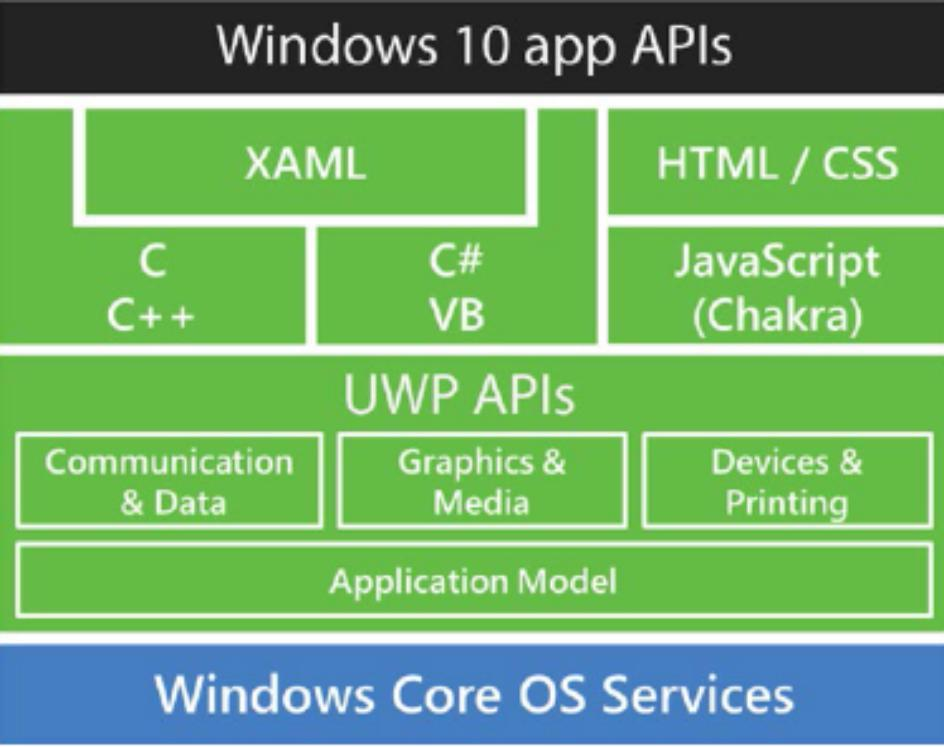 Windows 10 app APIs
XAML
HTML / CSS
C
C++
C#
VB
JavaScript
(Chakra)
UWP APIs
Communication
& Data
Graphics &
Media
Devices &
Printing
Application Model
Windows Core OS Services